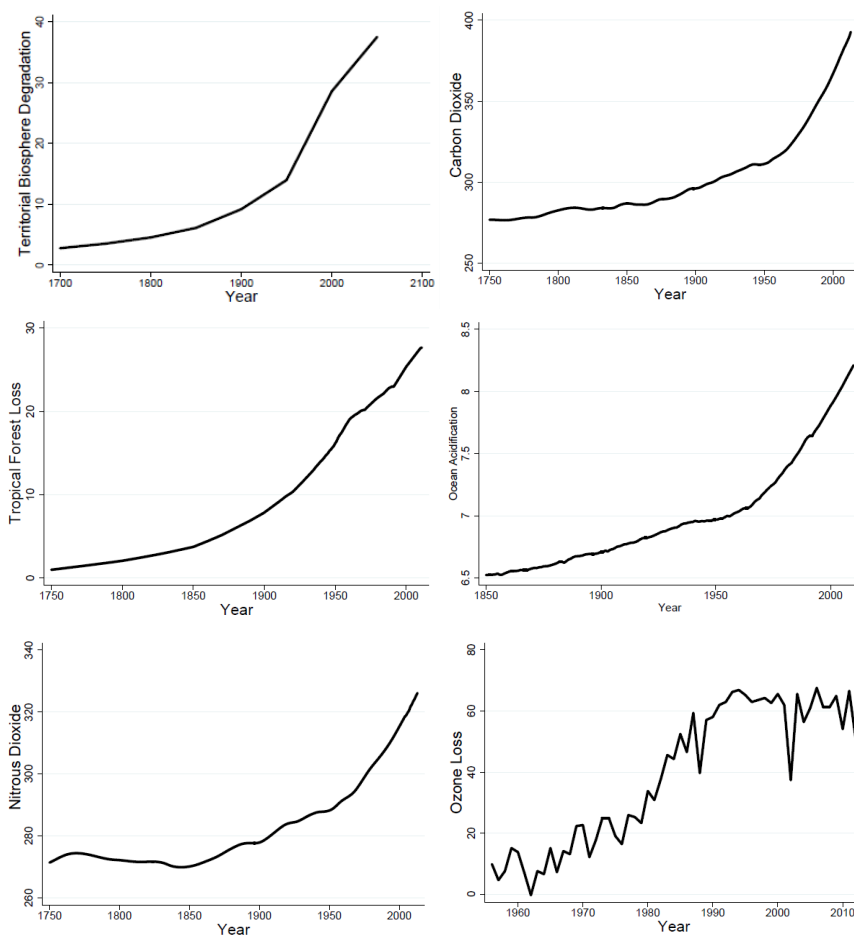 Territorial Biosphere Degradation
40
30
20
10
0
1700 1800 1900 2000 2100
Year
Carbon Dioxide
400
350
300
250
1750 1800 1850 1900 1950 2000
Year
Tropical Forest Loss
30
20
10
0
1750 1800 1850 1900 1950 2000
Year
Ocean Acidification
8.5
8
7.5
7
6.5
1850 1900 1950 2000
Year
Nitrous Dioxide
340
320
300
280
260
1750 1800 1850 1900 1950 2000
Year
Ozone Loss
80
60
40
20
0
1960 1970 1980 1990 2000 2010
Year